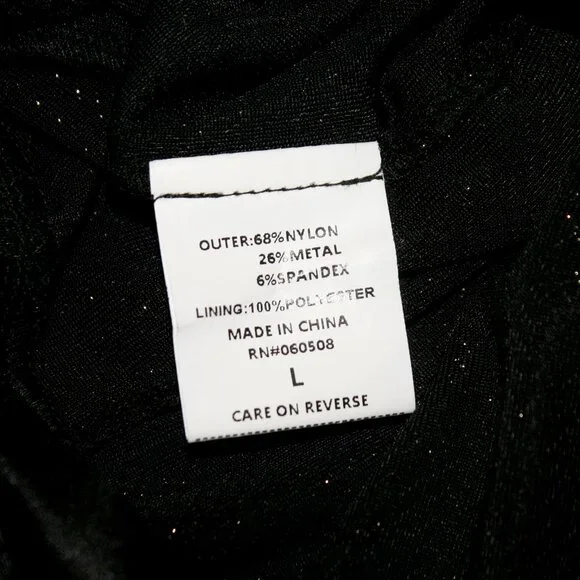 OUTER:68%NYLON
26%METAL
6%SPANDEX
LINING:100%POLYESTER
MADE IN CHINA
RN#060508
L
CARE ON REVERSE